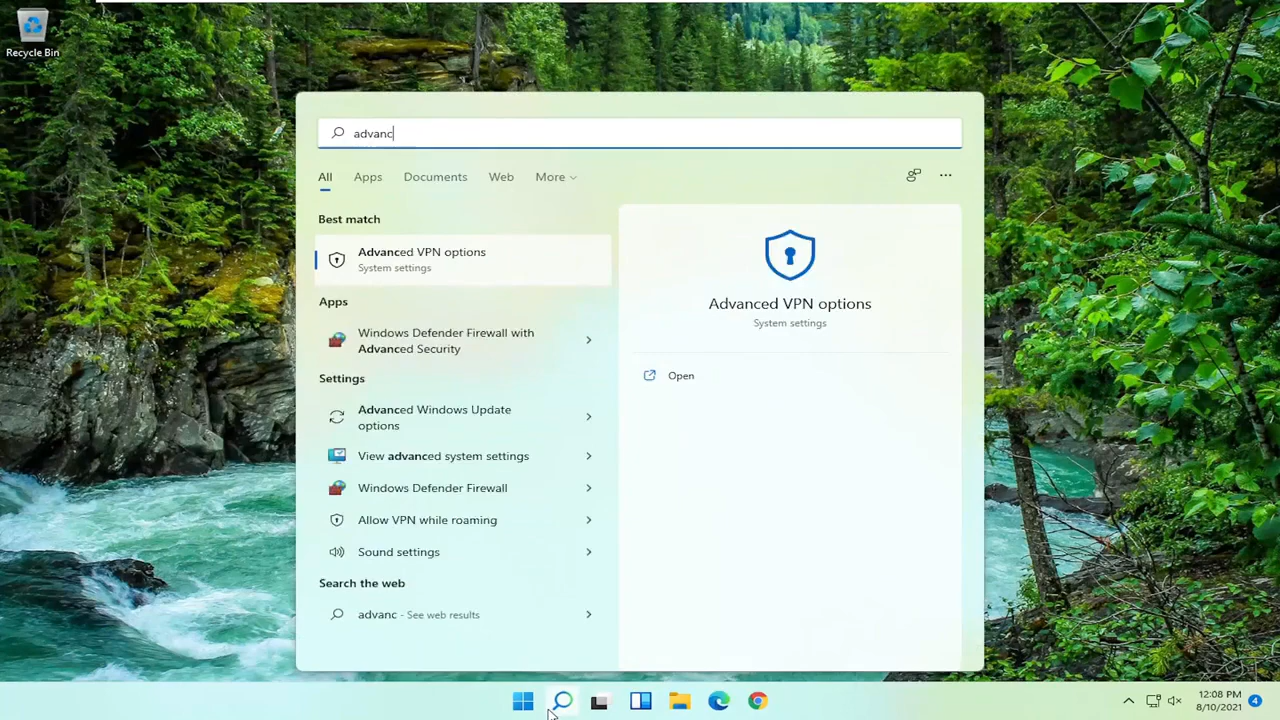 Recycle Bin
advanc
All Apps Documents Web More
Best match
Advanced VPN options
System settings
Apps
Windows Defender Firewall with
Advanced Security
Settings
Advanced Windows Update
options
View advanced system settings
Windows Defender Firewall
Allow VPN while roaming
Sound settings
Search the web
advanc - See web results
Advanced VPN options
System settings
Open
12:08 PM
8/10/2021
4